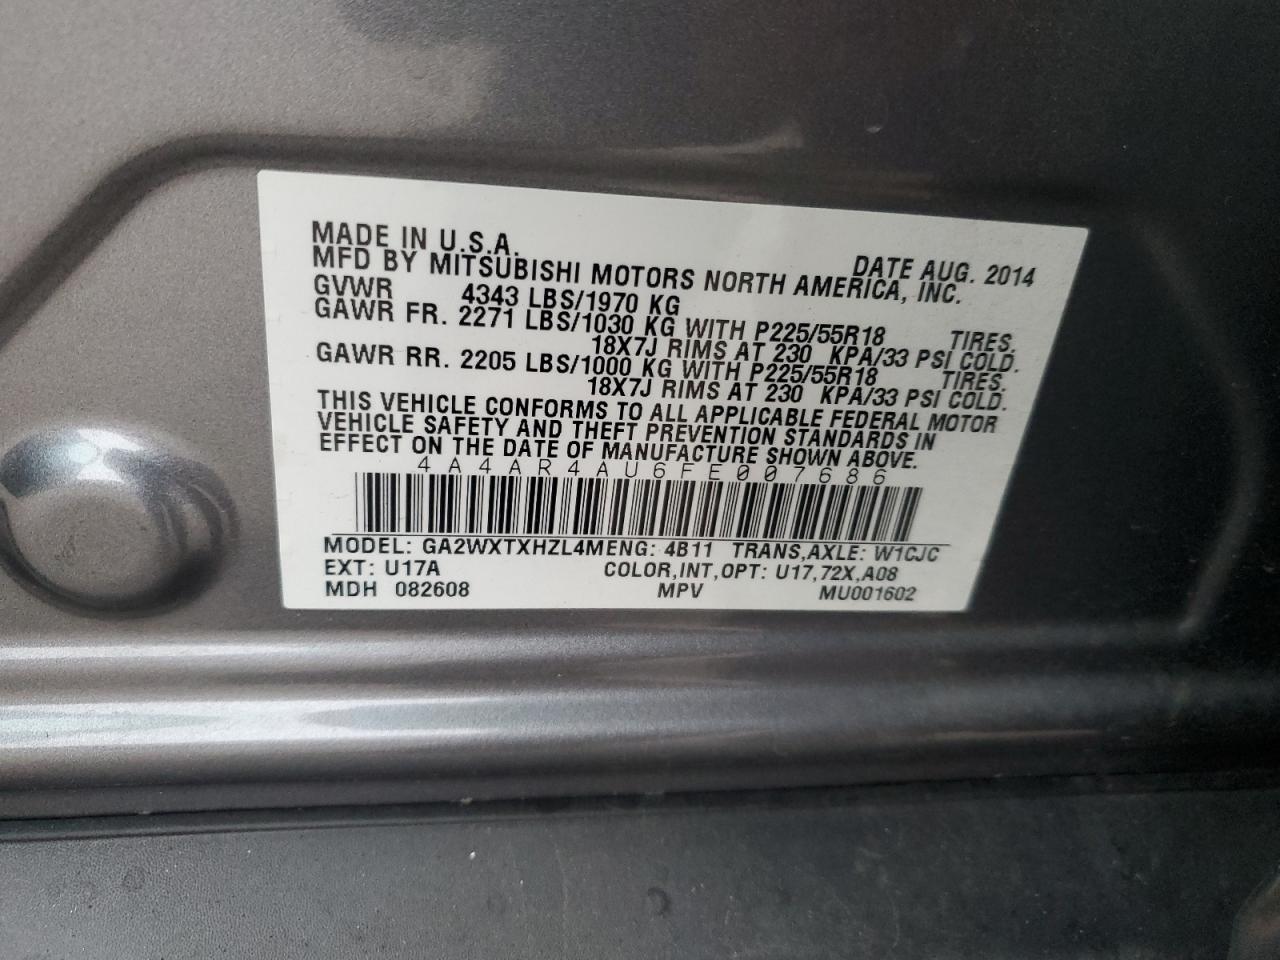 MADE IN U.S.A. DATE AUG. 2014
MFD BY MITSUBISHI MOTORS NORTH AMERICA, INC.
GVWR 4343 LBS/1970 KG
GAWR FR. 2271 LBS/1030 KG WITH P225/55R18 TIRES.
18X7J RIMS AT 230 KPA/33 PSI COLD.
GAWR RR. 2205 LBS/1000 KG WITH P225/55R18 TIRES.
18X7J RIMS AT 230 KPA/33 PSI COLD.
THIS VEHICLE CONFORMS TO ALL APPLICABLE FEDERAL MOTOR
VEHICLE SAFETY AND THEFT PREVENTION STANDARDS IN
EFFECT ON THE DATE OF MANUFACTURE SHOWN ABOVE.
4A4AR4AU6FE007686
MODEL: GA2WXTXHZL4MENG: 4B11 TRANS,AXLE: W1CJC
EXT: U17A COLOR,INT,OPT: U17,72X,A08
MDH 082608 MPV MU001602